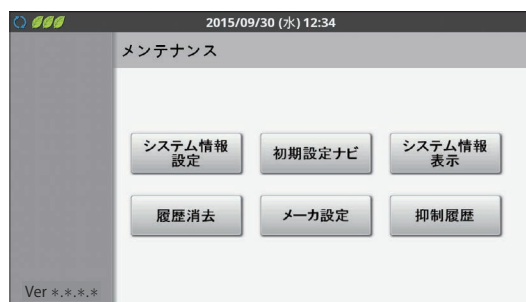 2015/09/30 (水) 12:34
メンテナンス
システム情報
設定
初期設定ナビ
システム情報
表示
履歴消去
メーカ設定
抑制履歴
Ver *.*.*.*